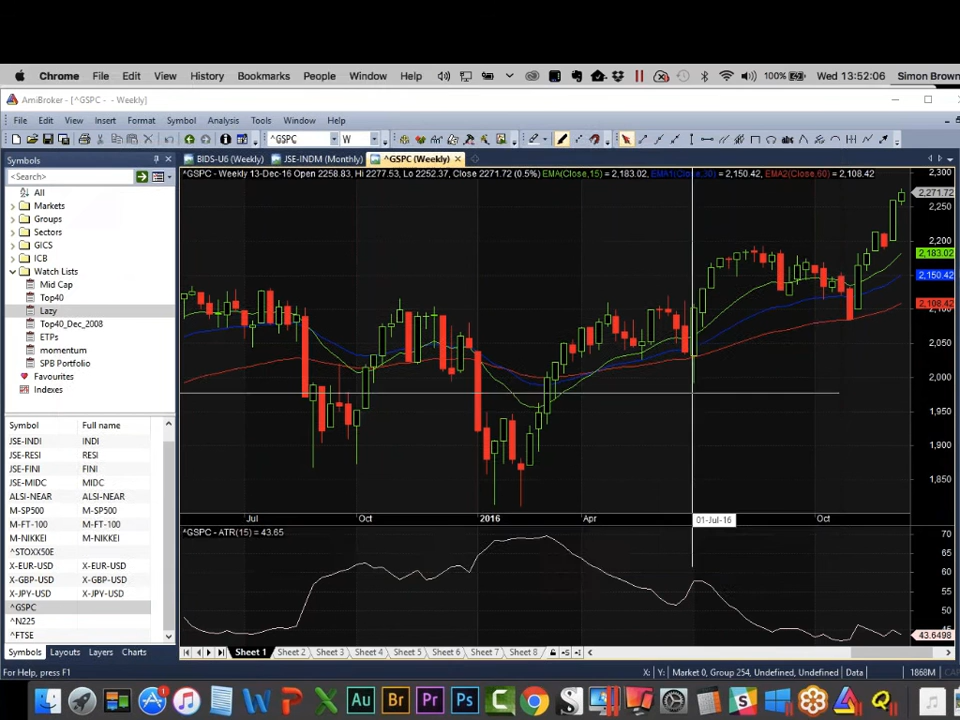 Chrome File Edit View History Bookmarks People Window Help 100% Wed 13:52:06 Simon Brown
AmiBroker - [^GSPC - - Weekly]
File Edit View Insert Format Symbol Analysis Tools Window Help
^GSPC W
Symbols
BIDS-U6 (Weekly) JSE-INDM (Monthly) ^GSPC (Weekly)
<Search>
^GSPC - Weekly 13-Dec-16 Open 2258.83, Hi 2277.53, Lo 2252.37, Close 2271.72 (0.5%) EMA(Close,15) = 2,183.02, EMA1(Close,30) = 2,150.42, EMA2(Close,60) = 2,108.42
All
Markets
Groups
Sectors
GICS
ICB
Watch Lists
Mid Cap
Top40
Lazy
Top40_Dec_2008
ETPs
momentum
SPB Portfolio
Favourites
Indexes
2,300
2,271.72
2,250
2,200
2,183.02
2,150.42
2,108.42
2,100
2,050
2,000
1,950
1,900
1,850
Symbol Full name
JSE-INDI INDI
JSE-RESI RESI
JSE-FINI FINI
JSE-MIDC MIDC
ALSI-NEAR ALSI-NEAR
M-SP500 M-SP500
M-FT-100 M-FT-100
M-NIKKEI M-NIKKEI
^STOXX50E
X-EUR-USD X-EUR-USD
X-GBP-USD X-GBP-USD
X-JPY-USD X-JPY-USD
^GSPC
^N225
^FTSE
Jul Oct 2016 Apr 01-Jul-16 Oct
^GSPC - ATR(15) = 43.65
70
65
60
55
50
45
43.6498
Symbols Layouts Layers Charts
Sheet 1 Sheet 2 Sheet 3 Sheet 4 Sheet 5 Sheet 6 Sheet 7 Sheet 8
For Help, press F1 X: Y: Market 0, Group 254, Undefined, Undefined, Data 1868M